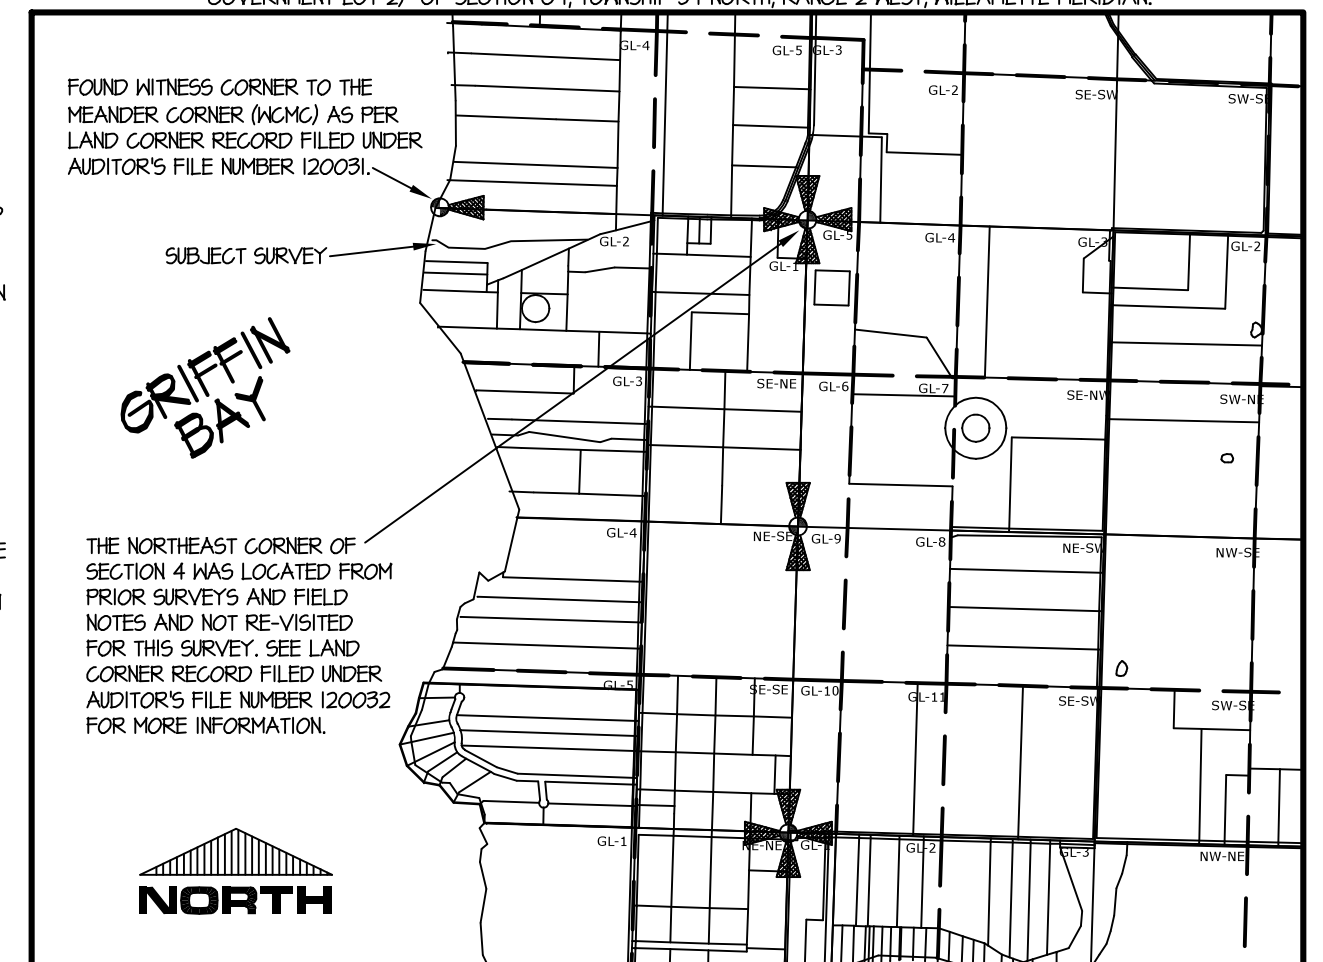 FOUND WITNESS CORNER TO THE
MEANDER CORNER (WCMC) AS PER
LAND CORNER RECORD FILED UNDER
AUDITOR'S FILE NUMBER 120031.
SUBJECT SURVEY
GRIFFIN
BAY
THE NORTHEAST CORNER OF
SECTION 4 WAS LOCATED FROM
PRIOR SURVEYS AND FIELD
NOTES AND NOT RE-VISITED
FOR THIS SURVEY. SEE LAND
CORNER RECORD FILED UNDER
AUDITOR'S FILE NUMBER 120032
FOR MORE INFORMATION.
NORTH
GL-4
GL-5
GL-3
GL-2
SE-SW
SW-SE
GL-2
GL-5
GL-1
GL-4
GL-3
GL-2
GL-3
SE-NE
GL-6
GL-7
SE-NW
SW-NE
GL-4
NE-SE
GL-9
GL-8
NE-SW
NW-SE
GL-5
SE-SE
GL-10
GL-11
SE-SW
SW-SE
GL-1
NE-NE
GL-1
GL-2
GL-3
NW-NE